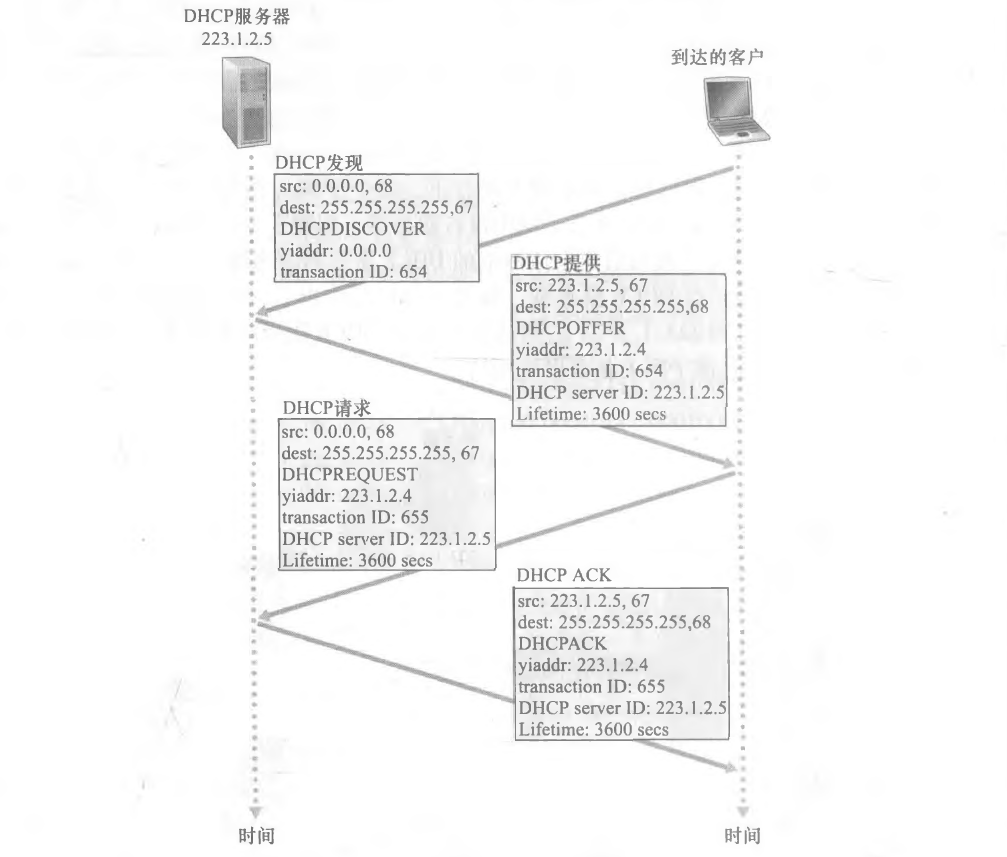 DHCP服务器
223.1.2.5
到达的客户
DHCP发现
src: 0.0.0.0, 68
dest: 255.255.255.255,67
DHCPDISCOVER
yiaddr: 0.0.0.0
transaction ID: 654
DHCP提供
src: 223.1.2.5, 67
dest: 255.255.255.255,68
DHCPOFFER
yiaddr: 223.1.2.4
transaction ID: 654
DHCP server ID: 223.1.2.5
Lifetime: 3600 secs
DHCP请求
src: 0.0.0.0, 68
dest: 255.255.255.255, 67
DHCPREQUEST
yiaddr: 223.1.2.4
transaction ID: 655
DHCP server ID: 223.1.2.5
Lifetime: 3600 secs
DHCP ACK
src: 223.1.2.5, 67
dest: 255.255.255.255,68
DHCPACK
yiaddr: 223.1.2.4
transaction ID: 655
DHCP server ID: 223.1.2.5
Lifetime: 3600 secs
时间
时间